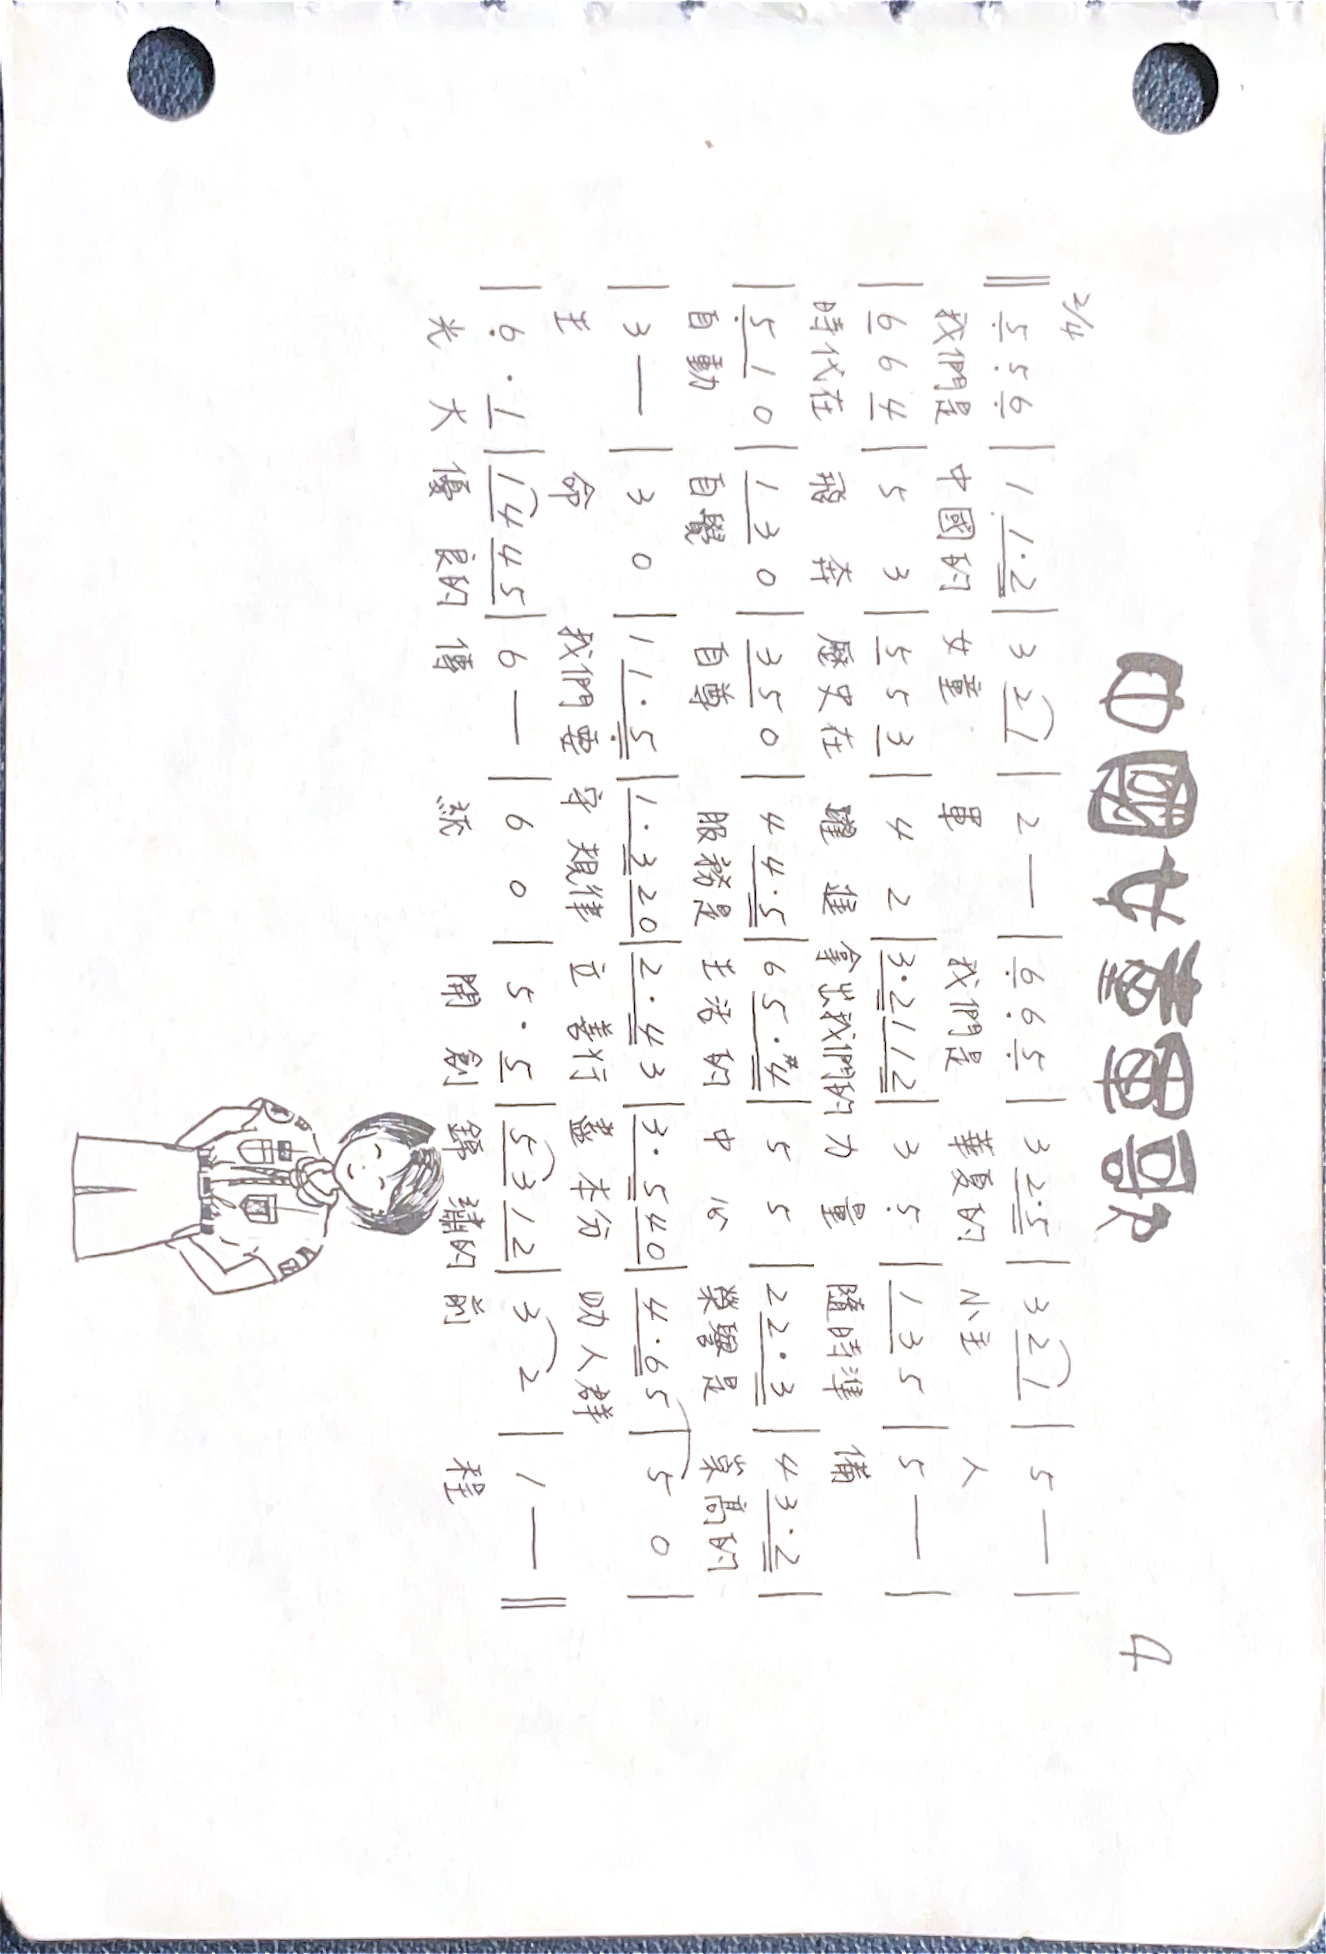 中國女童軍歌
4
2/4
‖ 5 5 6 | 1 1·2 | 3 2 1 | 2 — | 6 6 5 | 3 2·5 | 3 2 1 | 5 — |
我們是 中國的 女童 軍 我們是 華夏的 小主 人
| 6 6 4 | 5 3 | 5 5 3 | 4 2 | 3·2 1 1 2 | 3 5 | 1 3 5 | 5 — |
時代在 飛 奔 歷史在 躍 進 拿出我們的 力 量 隨時準 備
| 5 1 0 | 1 3 0 | 3 5 0 | 4 4·5 | 6 5·#4 | 5 5 | 2 2·3 | 4 3·2 |
自動 自覺 自尊 服務是 生活的 中 心 榮譽是 崇高的
| 3 — | 3 0 | 1 1·5 | 1·3 2 0 | 2·4 3 | 3·5 4 0 | 4·6 5 | 5 0 |
生 命 我們要 守規律 立善行 盡本分 助人群
| 6·1 | 1 4 4 5 | 6 — | 6 0 | 5·5 | 5 3 1 2 | 3 2 | 1 — ‖
光 大 優 良的 傳 統 開 創 錦 繡的 前 程